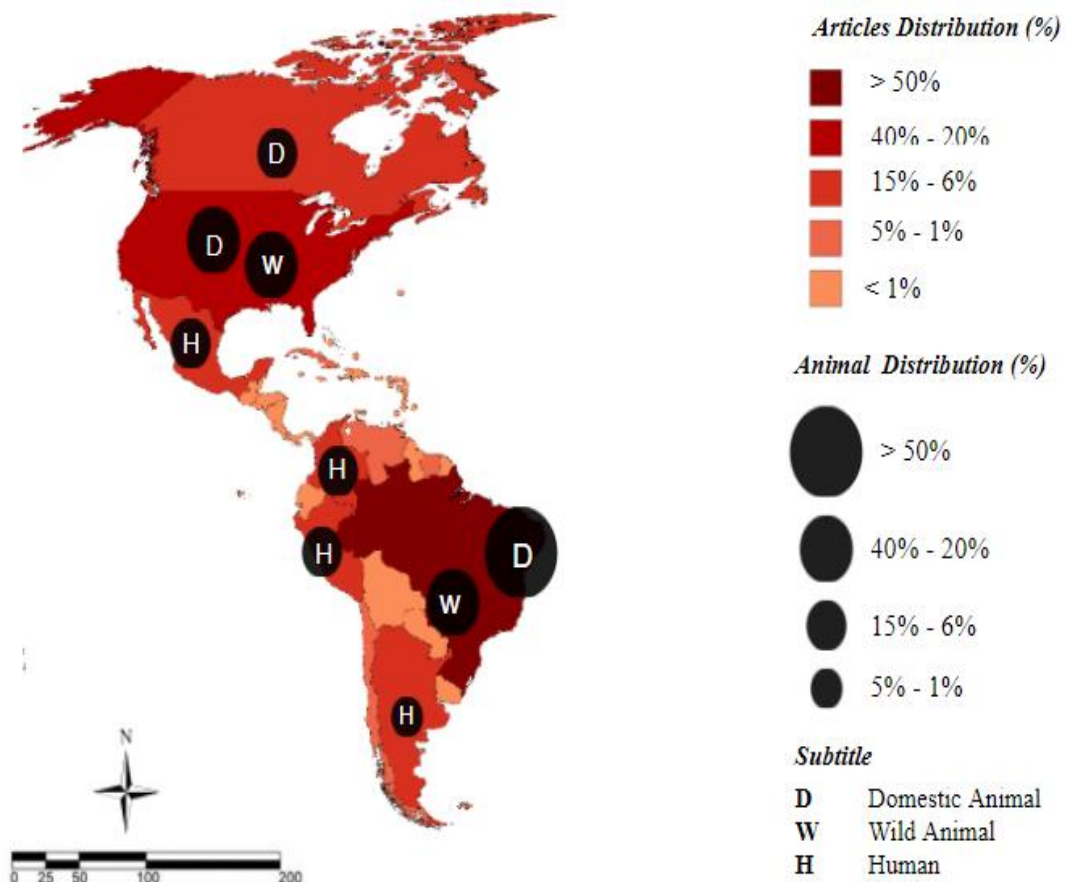 Articles Distribution (%)
> 50%
40% - 20%
15% - 6%
5% - 1%
< 1%
D
D
W
H
H
H
D
W
H
Animal Distribution (%)
> 50%
40% - 20%
15% - 6%
5% - 1%
N
0 25 50 100 200
Subtitle
D Domestic Animal
W Wild Animal
H Human